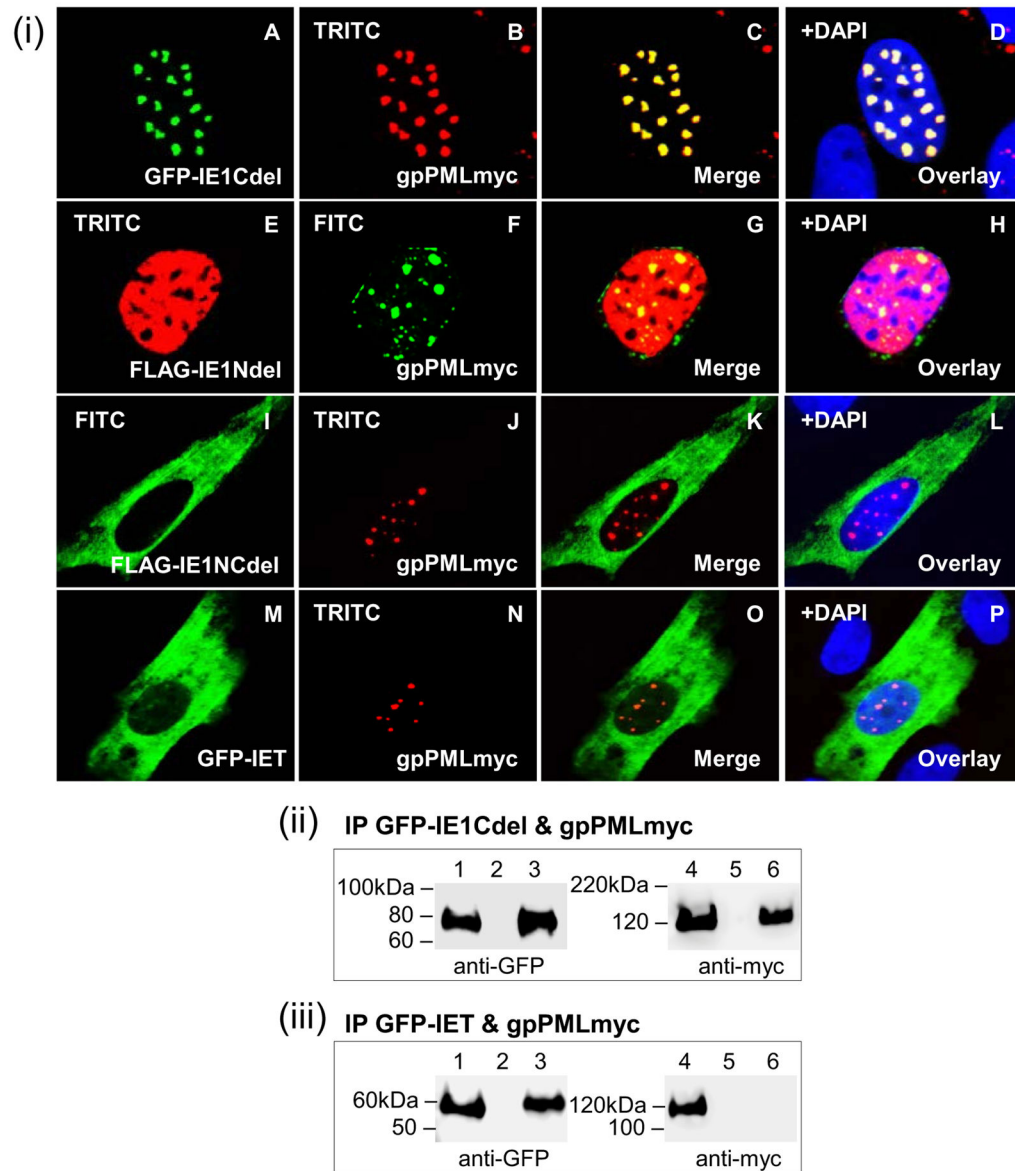 (i)
A
GFP-IE1Cdel
TRITC B
gpPMLmyc
C
Merge
+DAPI D
Overlay
TRITC E
FLAG-IE1Ndel
FITC F
gpPMLmyc
G
Merge
+DAPI H
Overlay
FITC I
FLAG-IE1NCdel
TRITC J
gpPMLmyc
K
Merge
+DAPI L
Overlay
M
GFP-IET
TRITC N
gpPMLmyc
O
Merge
+DAPI P
Overlay
(ii) IP GFP-IE1Cdel & gpPMLmyc
1 2 3
100kDa –
80 –
60 –
anti-GFP
4 5 6
220kDa –
120 –
anti-myc
(iii) IP GFP-IET & gpPMLmyc
1 2 3
60kDa –
50 –
anti-GFP
4 5 6
120kDa –
100 –
anti-myc